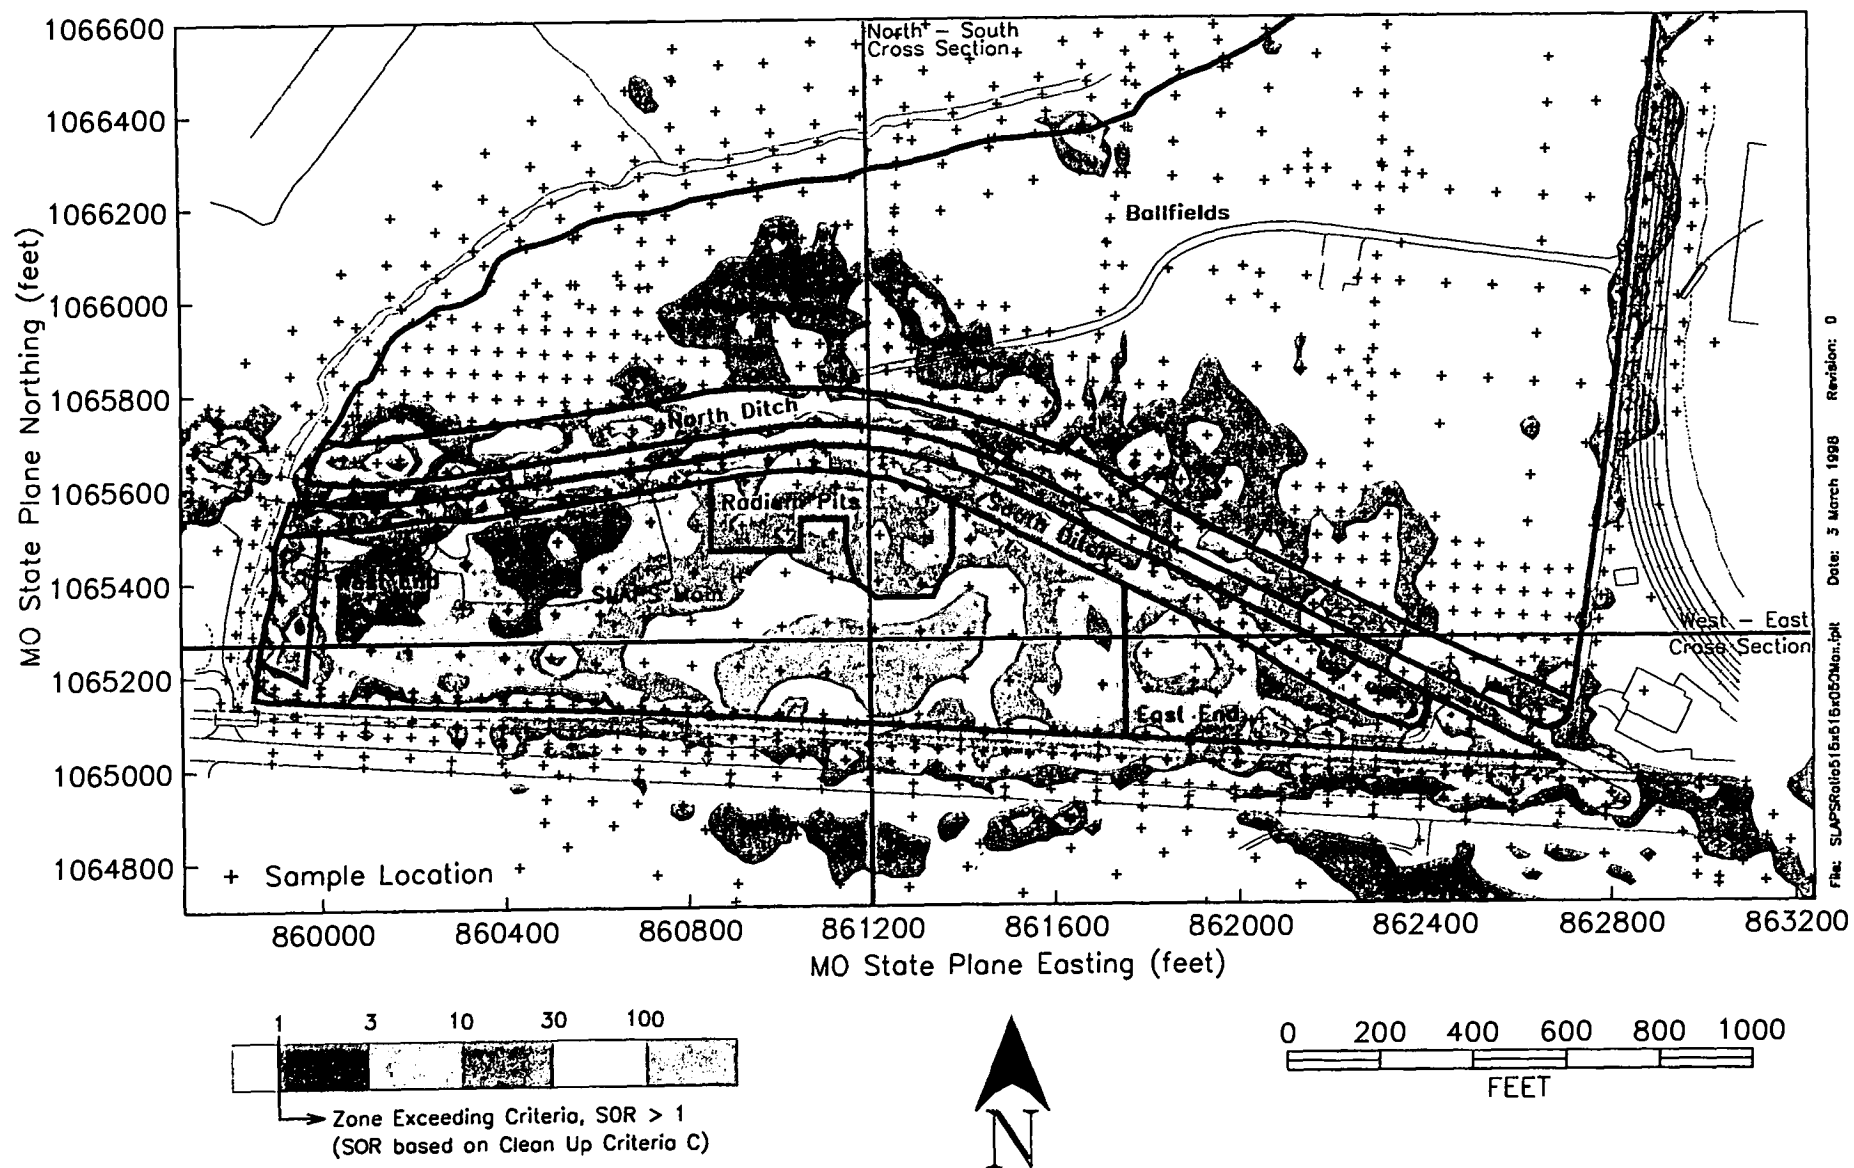 1066600
1066400
1066200
1066000
1065800
1065600
1065400
1065200
1065000
1064800
MO State Plane Northing (feet)
North - South
Cross Section
Ballfields
North Ditch
Radium Pits
South Ditch
West End
SLAPS Main
East End
West - East
Cross Section
+ Sample Location
860000 860400 860800 861200 861600 862000 862400 862800 863200
MO State Plane Easting (feet)
Date: 3 March 1998 Revision: 0
File:
1 3 10 30 100
Zone Exceeding Criteria, SOR > 1
(SOR based on Clean Up Criteria C)
N
0 200 400 600 800 1000
FEET